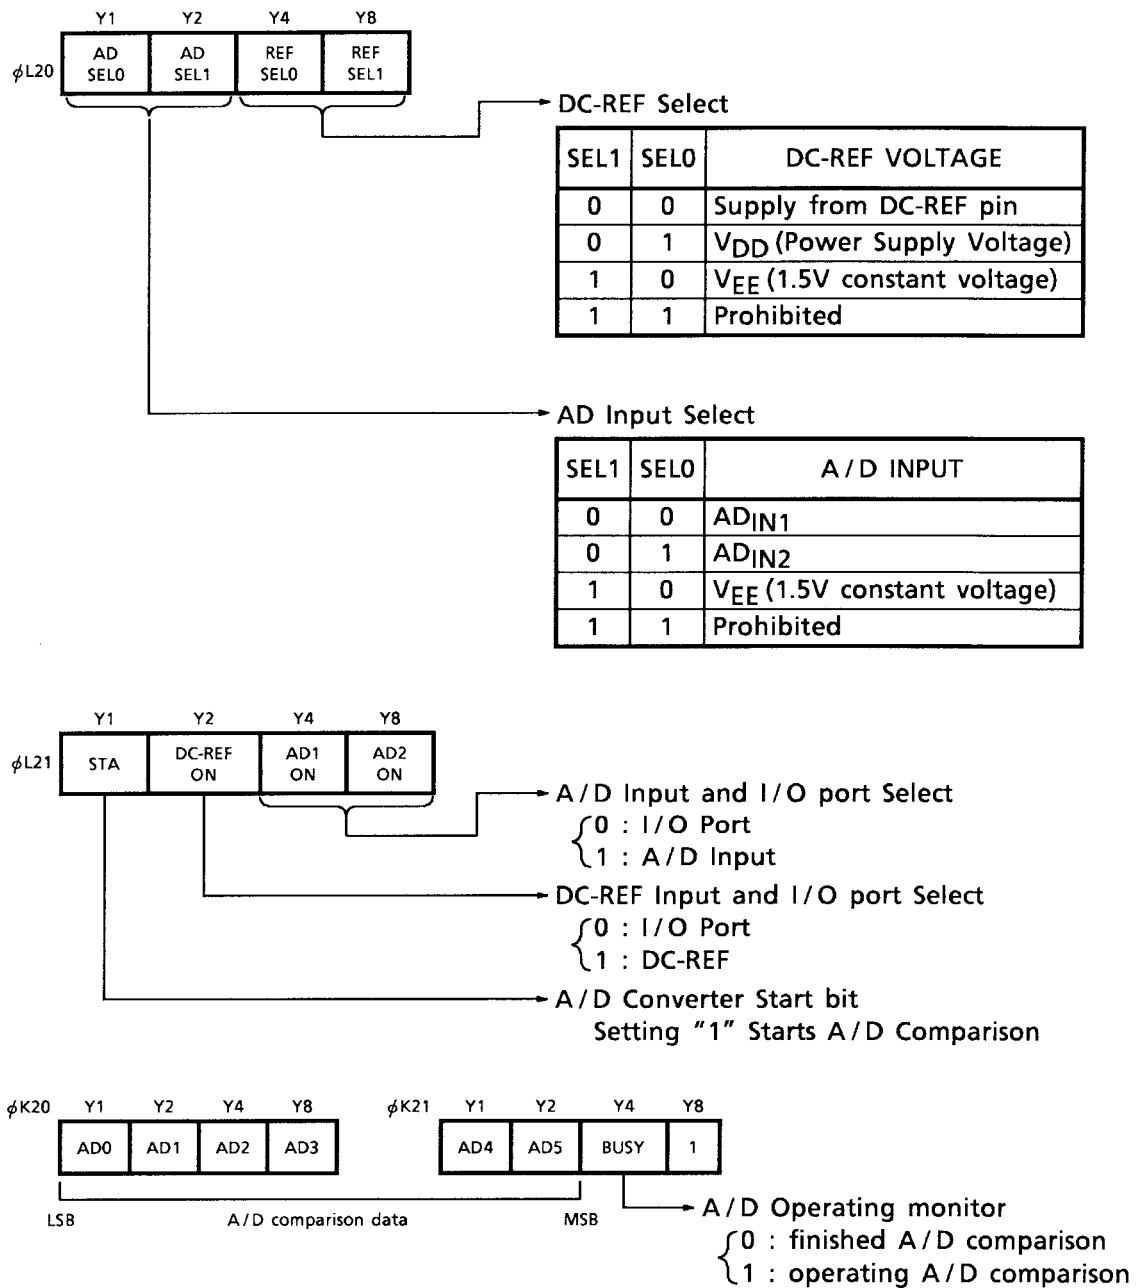 Y1 Y2 Y4 Y8
φL20 AD SEL0 AD SEL1 REF SEL0 REF SEL1
DC-REF Select
SEL1 SEL0 DC-REF VOLTAGE
0 0 Supply from DC-REF pin
0 1 VDD (Power Supply Voltage)
1 0 VEE (1.5V constant voltage)
1 1 Prohibited
AD Input Select
SEL1 SEL0 A/D INPUT
0 0 ADIN1
0 1 ADIN2
1 0 VEE (1.5V constant voltage)
1 1 Prohibited
Y1 Y2 Y4 Y8
φL21 STA DC-REF ON AD1 ON AD2 ON
A/D Input and I/O port Select
0 : I/O Port
1 : A/D Input
DC-REF Input and I/O port Select
0 : I/O Port
1 : DC-REF
A/D Converter Start bit
Setting "1" Starts A/D Comparison
φK20 Y1 Y2 Y4 Y8
AD0 AD1 AD2 AD3
φK21 Y1 Y2 Y4 Y8
AD4 AD5 BUSY 1
LSB A/D comparison data MSB
A/D Operating monitor
0 : finished A/D comparison
1 : operating A/D comparison